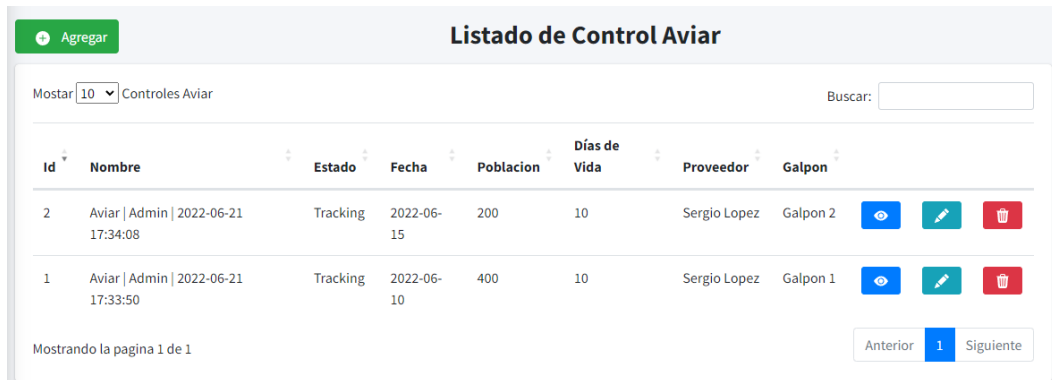 Agregar
Listado de Control Aviar
Mostar 10 Controles Aviar
Buscar:
Id Nombre Estado Fecha Poblacion Días de Vida Proveedor Galpon
2 Aviar | Admin | 2022-06-21 Tracking 2022-06- 200 10 Sergio Lopez Galpon 2
17:34:08 15
1 Aviar | Admin | 2022-06-21 Tracking 2022-06- 400 10 Sergio Lopez Galpon 1
17:33:50 10
Mostrando la pagina 1 de 1
Anterior 1 Siguiente